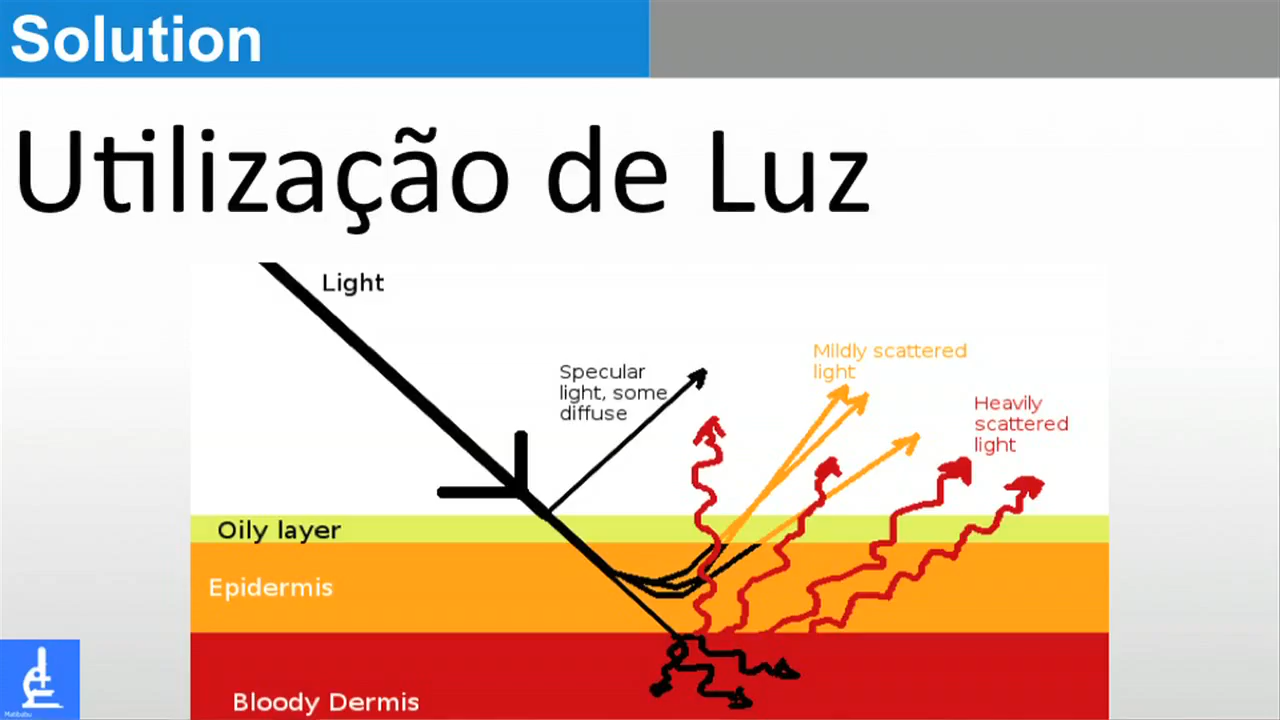 Solution
Utilização de Luz
Light
Specular
light, some
diffuse
Mildly scattered
light
Heavily
scattered
light
Oily layer
Epidermis
Bloody Dermis